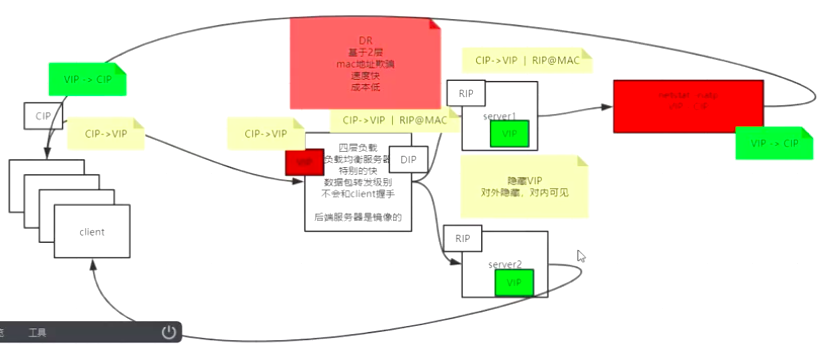 DR
基于2层
mac地址欺骗
速度快
成本低
CIP->VIP | RIP@MAC
VIP -> CIP
RIP
server1
VIP
CIP
CIP->VIP
CIP->VIP
CIP->VIP | RIP@MAC
VIP -> CIP
四层负载
负载均衡服务器
特别的快
数据包转发级别
不会和client握手
后端服务器是镜像的
DIP
隐藏VIP
对外隐藏,对内可见
client
RIP
server2
VIP
工具